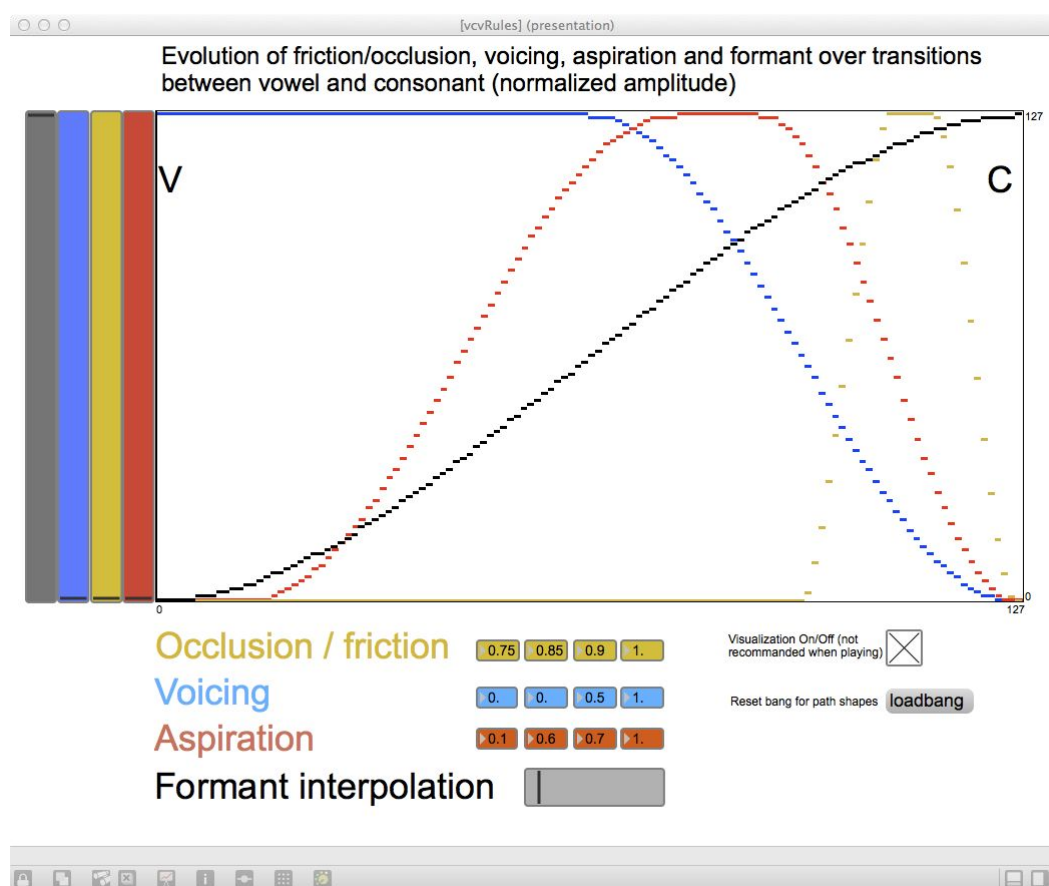 [vcvRules] (presentation)
Evolution of friction/occlusion, voicing, aspiration and formant over transitions
between vowel and consonant (normalized amplitude)
127
V
C
0
0
127
Occlusion / friction
0.75 0.85 0.9 1.
Visualization On/Off (not
recommanded when playing)
Voicing
0. 0. 0.5 1.
Reset bang for path shapes loadbang
Aspiration
0.1 0.6 0.7 1.
Formant interpolation